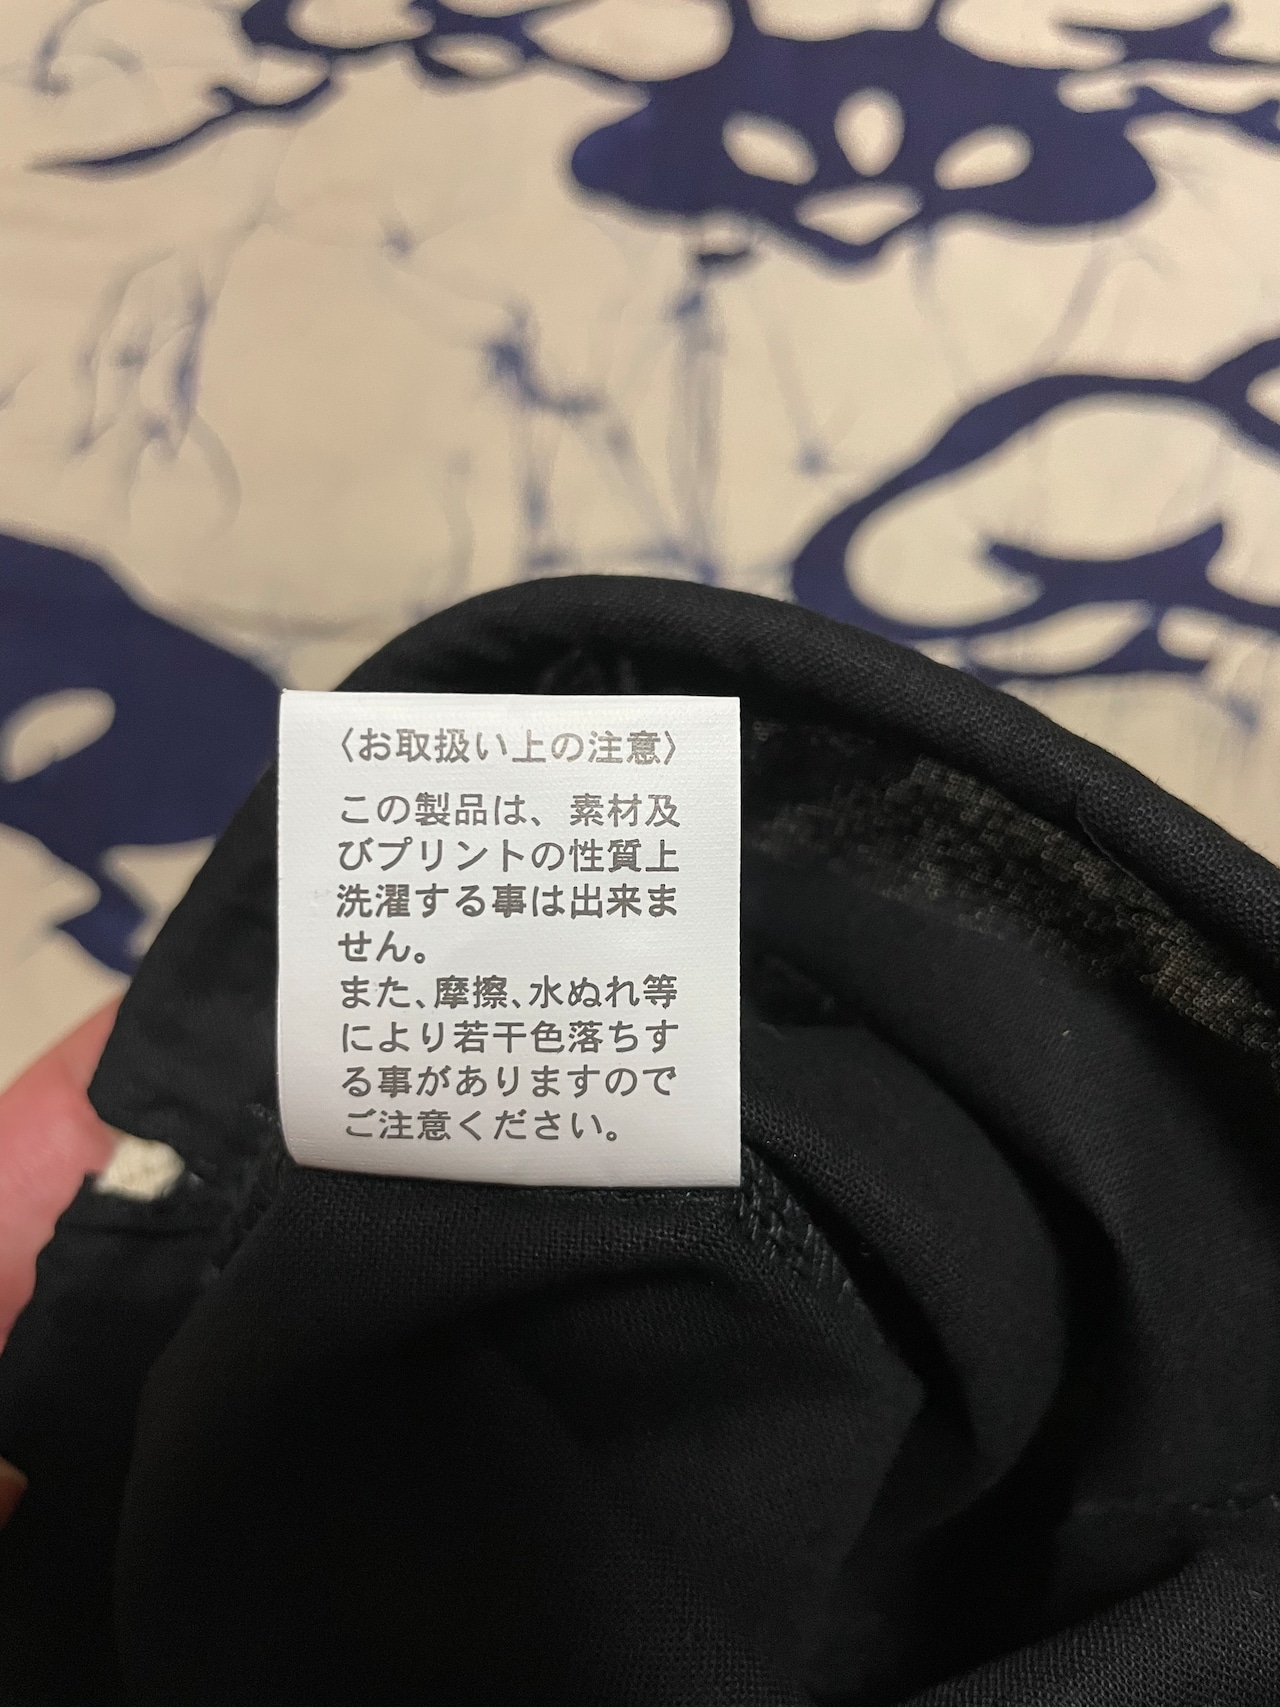 〈お取扱い上の注意〉
この製品は、素材及
びプリントの性質上
洗濯する事は出来ま
せん。
また、摩擦、水ぬれ等
により若干色落ちす
る事がありますので
ご注意ください。